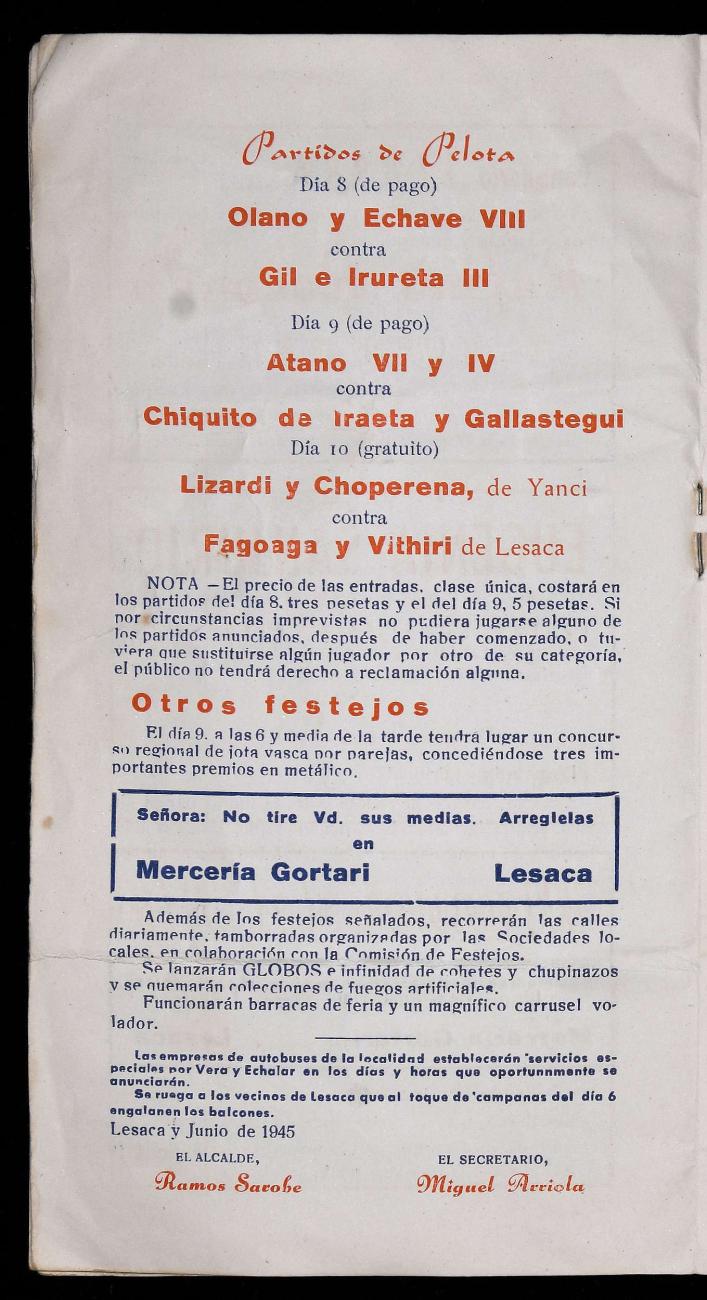 Partidos de Pelota
Día 8 (de pago)
Olano y Echave VIII
contra
Gil e Irureta III
Día 9 (de pago)
Atano VII y IV
contra
Chiquito de Iraeta y Gallastegui
Día 10 (gratuito)
Lizardi y Choperena, de Yanci
contra
Fagoaga y Vithiri de Lesaca
NOTA —El precio de las entradas, clase única, costará en
los partidos del día 8, tres pesetas y el del día 9, 5 pesetas. Si
por circunstancias imprevistas no pudiera jugarse alguno de
los partidos anunciados, después de haber comenzado, o tu-
viera que sustituirse algún jugador por otro de su categoría,
el público no tendrá derecho a reclamación alguna.
Otros festejos
El día 9, a las 6 y media de la tarde tendrá lugar un concur-
so regional de jota vasca por parejas, concediéndose tres im-
portantes premios en metálico.
Señora: No tire Vd. sus medias. Arreglelas
en
Mercería Gortari Lesaca
Además de los festejos señalados, recorrerán las calles
diariamente, tamborradas organizadas por las Sociedades lo-
cales, en colaboración con la Comisión de Festejos.
Se lanzarán GLOBOS e infinidad de cohetes y chupinazos
y se quemarán colecciones de fuegos artificiales.
Funcionarán barracas de feria y un magnífico carrusel vo-
lador.
Las empresas de autobuses de la localidad establecerán servicios es-
peciales por Vera y Echalar en los días y horas que oportunnmente se
anunciarán.
Se ruega a los vecinos de Lesaca que al toque de campanas del día 6
engalanen los balcones.
Lesaca y Junio de 1945
EL ALCALDE, EL SECRETARIO,
Ramos Sarobe Miguel Arriola